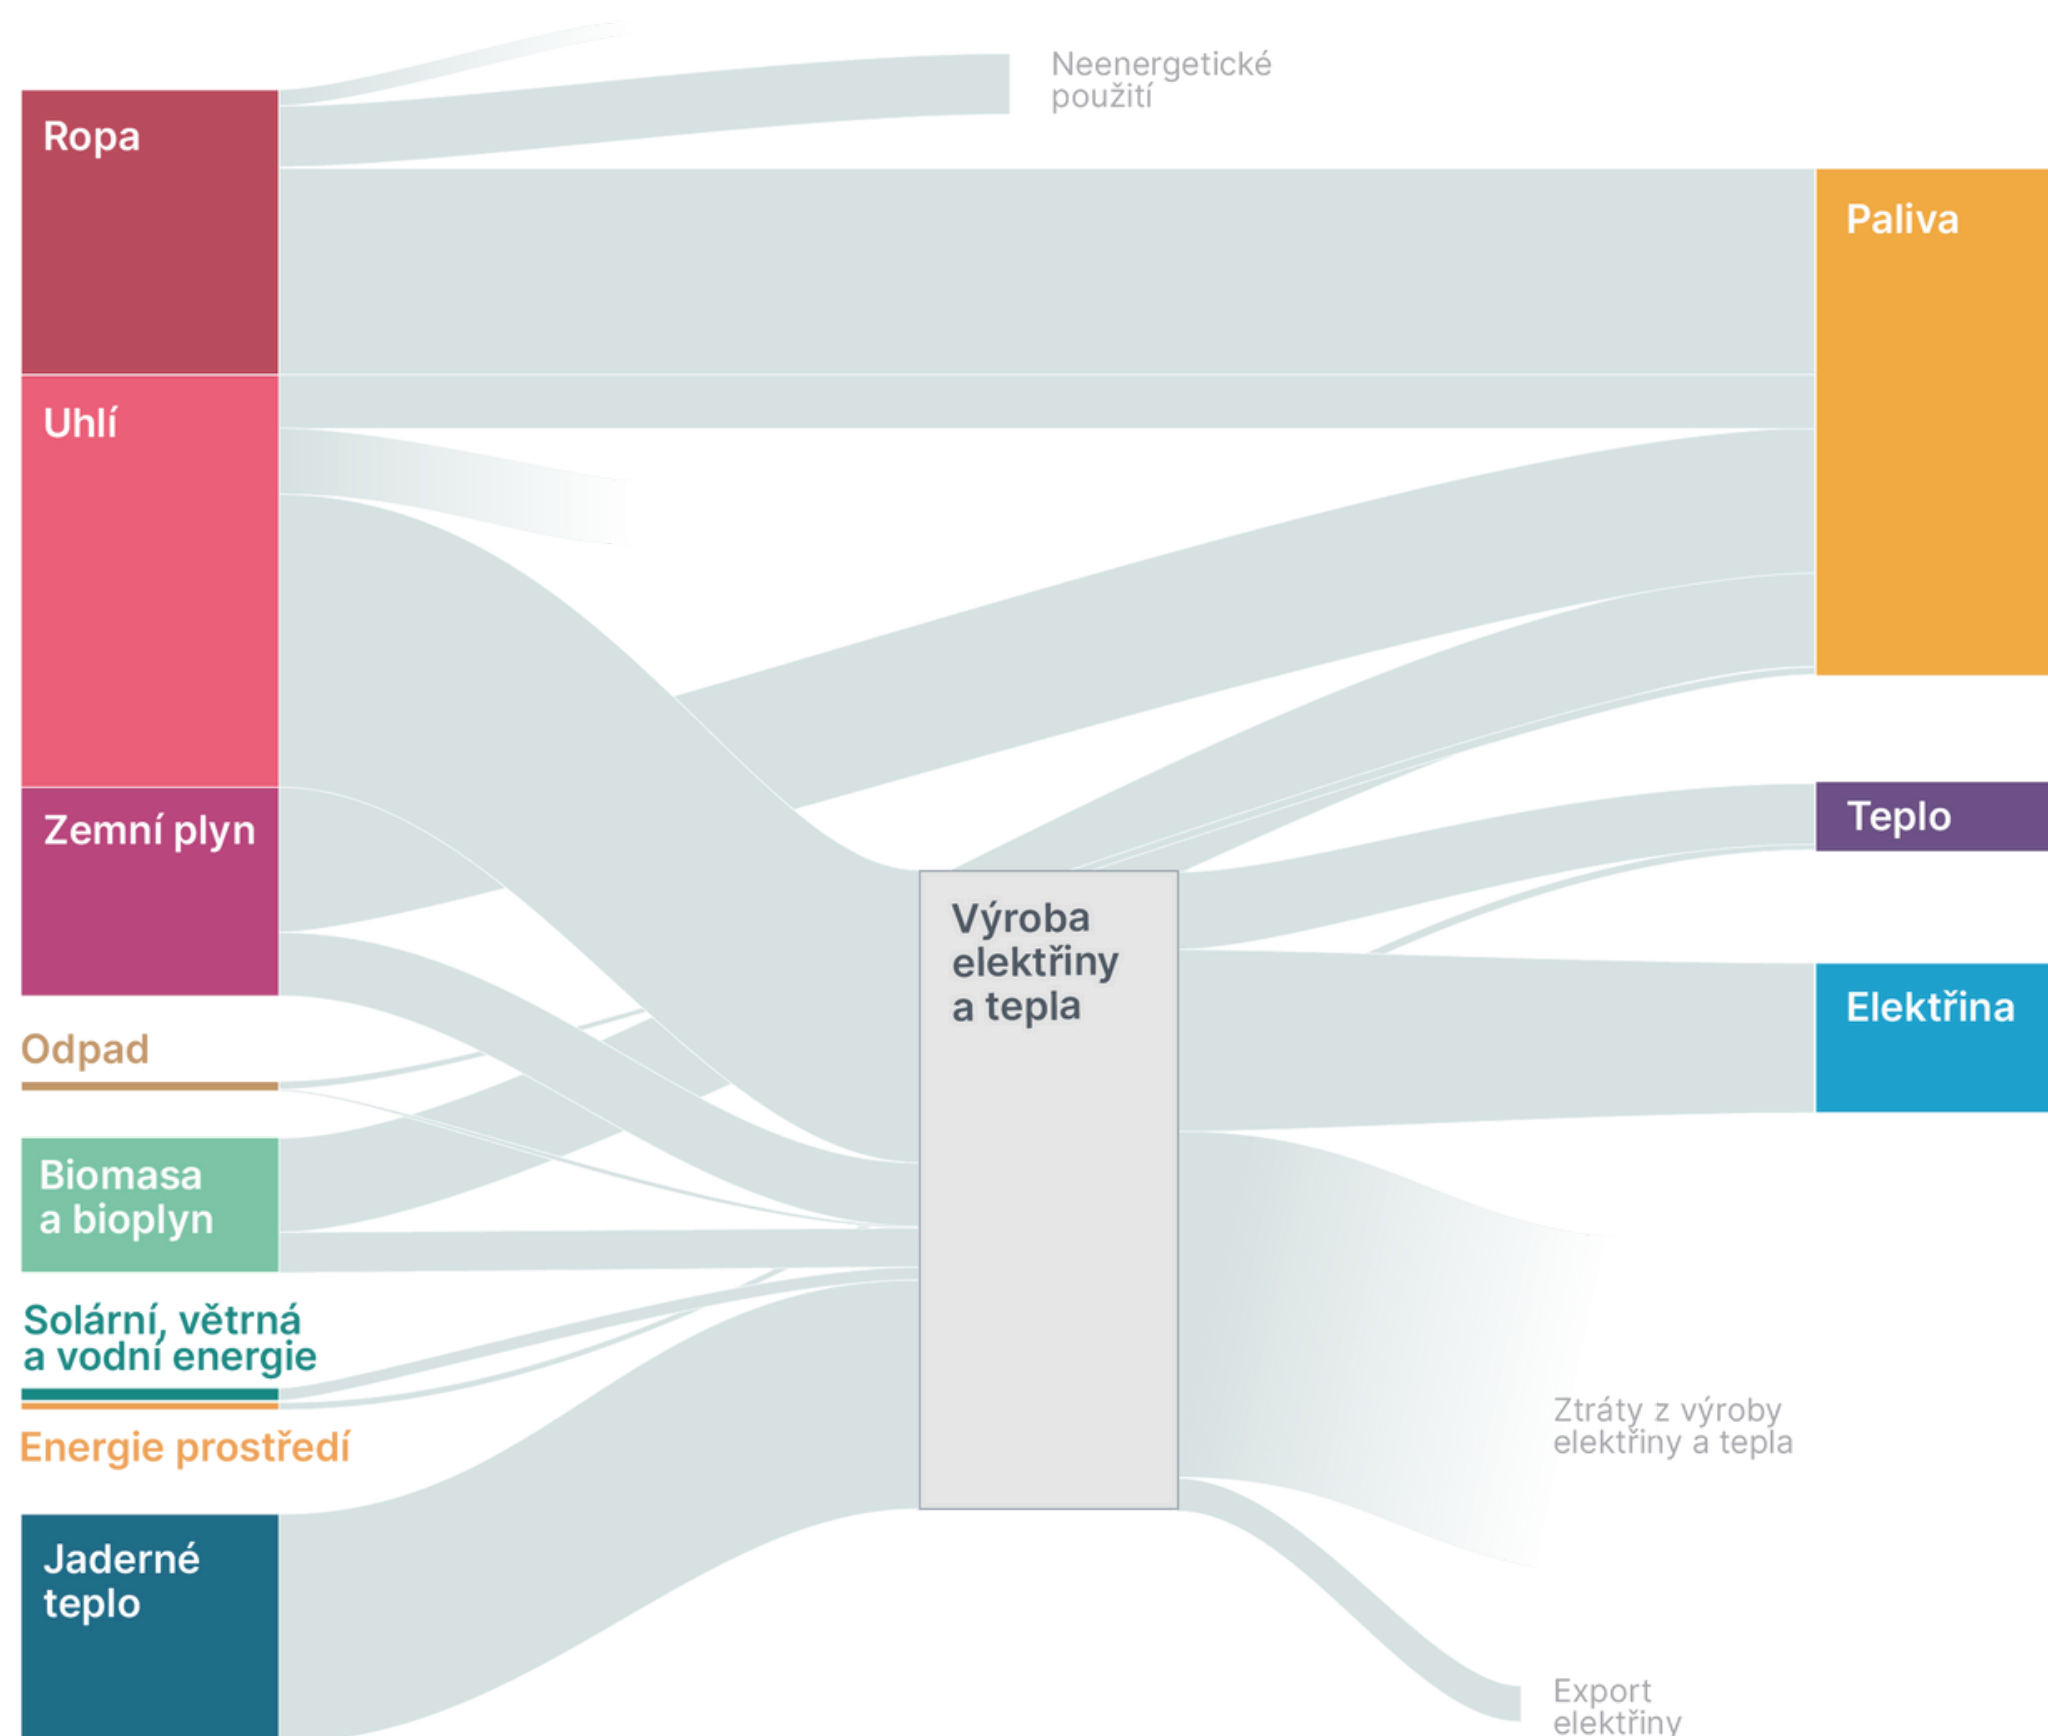 Neenergetické
použití
Ropa
Paliva
Uhlí
Zemní plyn
Teplo
Výroba
elektřiny
a tepla
Elektřina
Odpad
Biomasa
a bioplyn
Solární, větrná
a vodní energie
Energie prostředí
Ztráty z výroby
elektřiny a tepla
Jaderné
teplo
Export
elektřiny